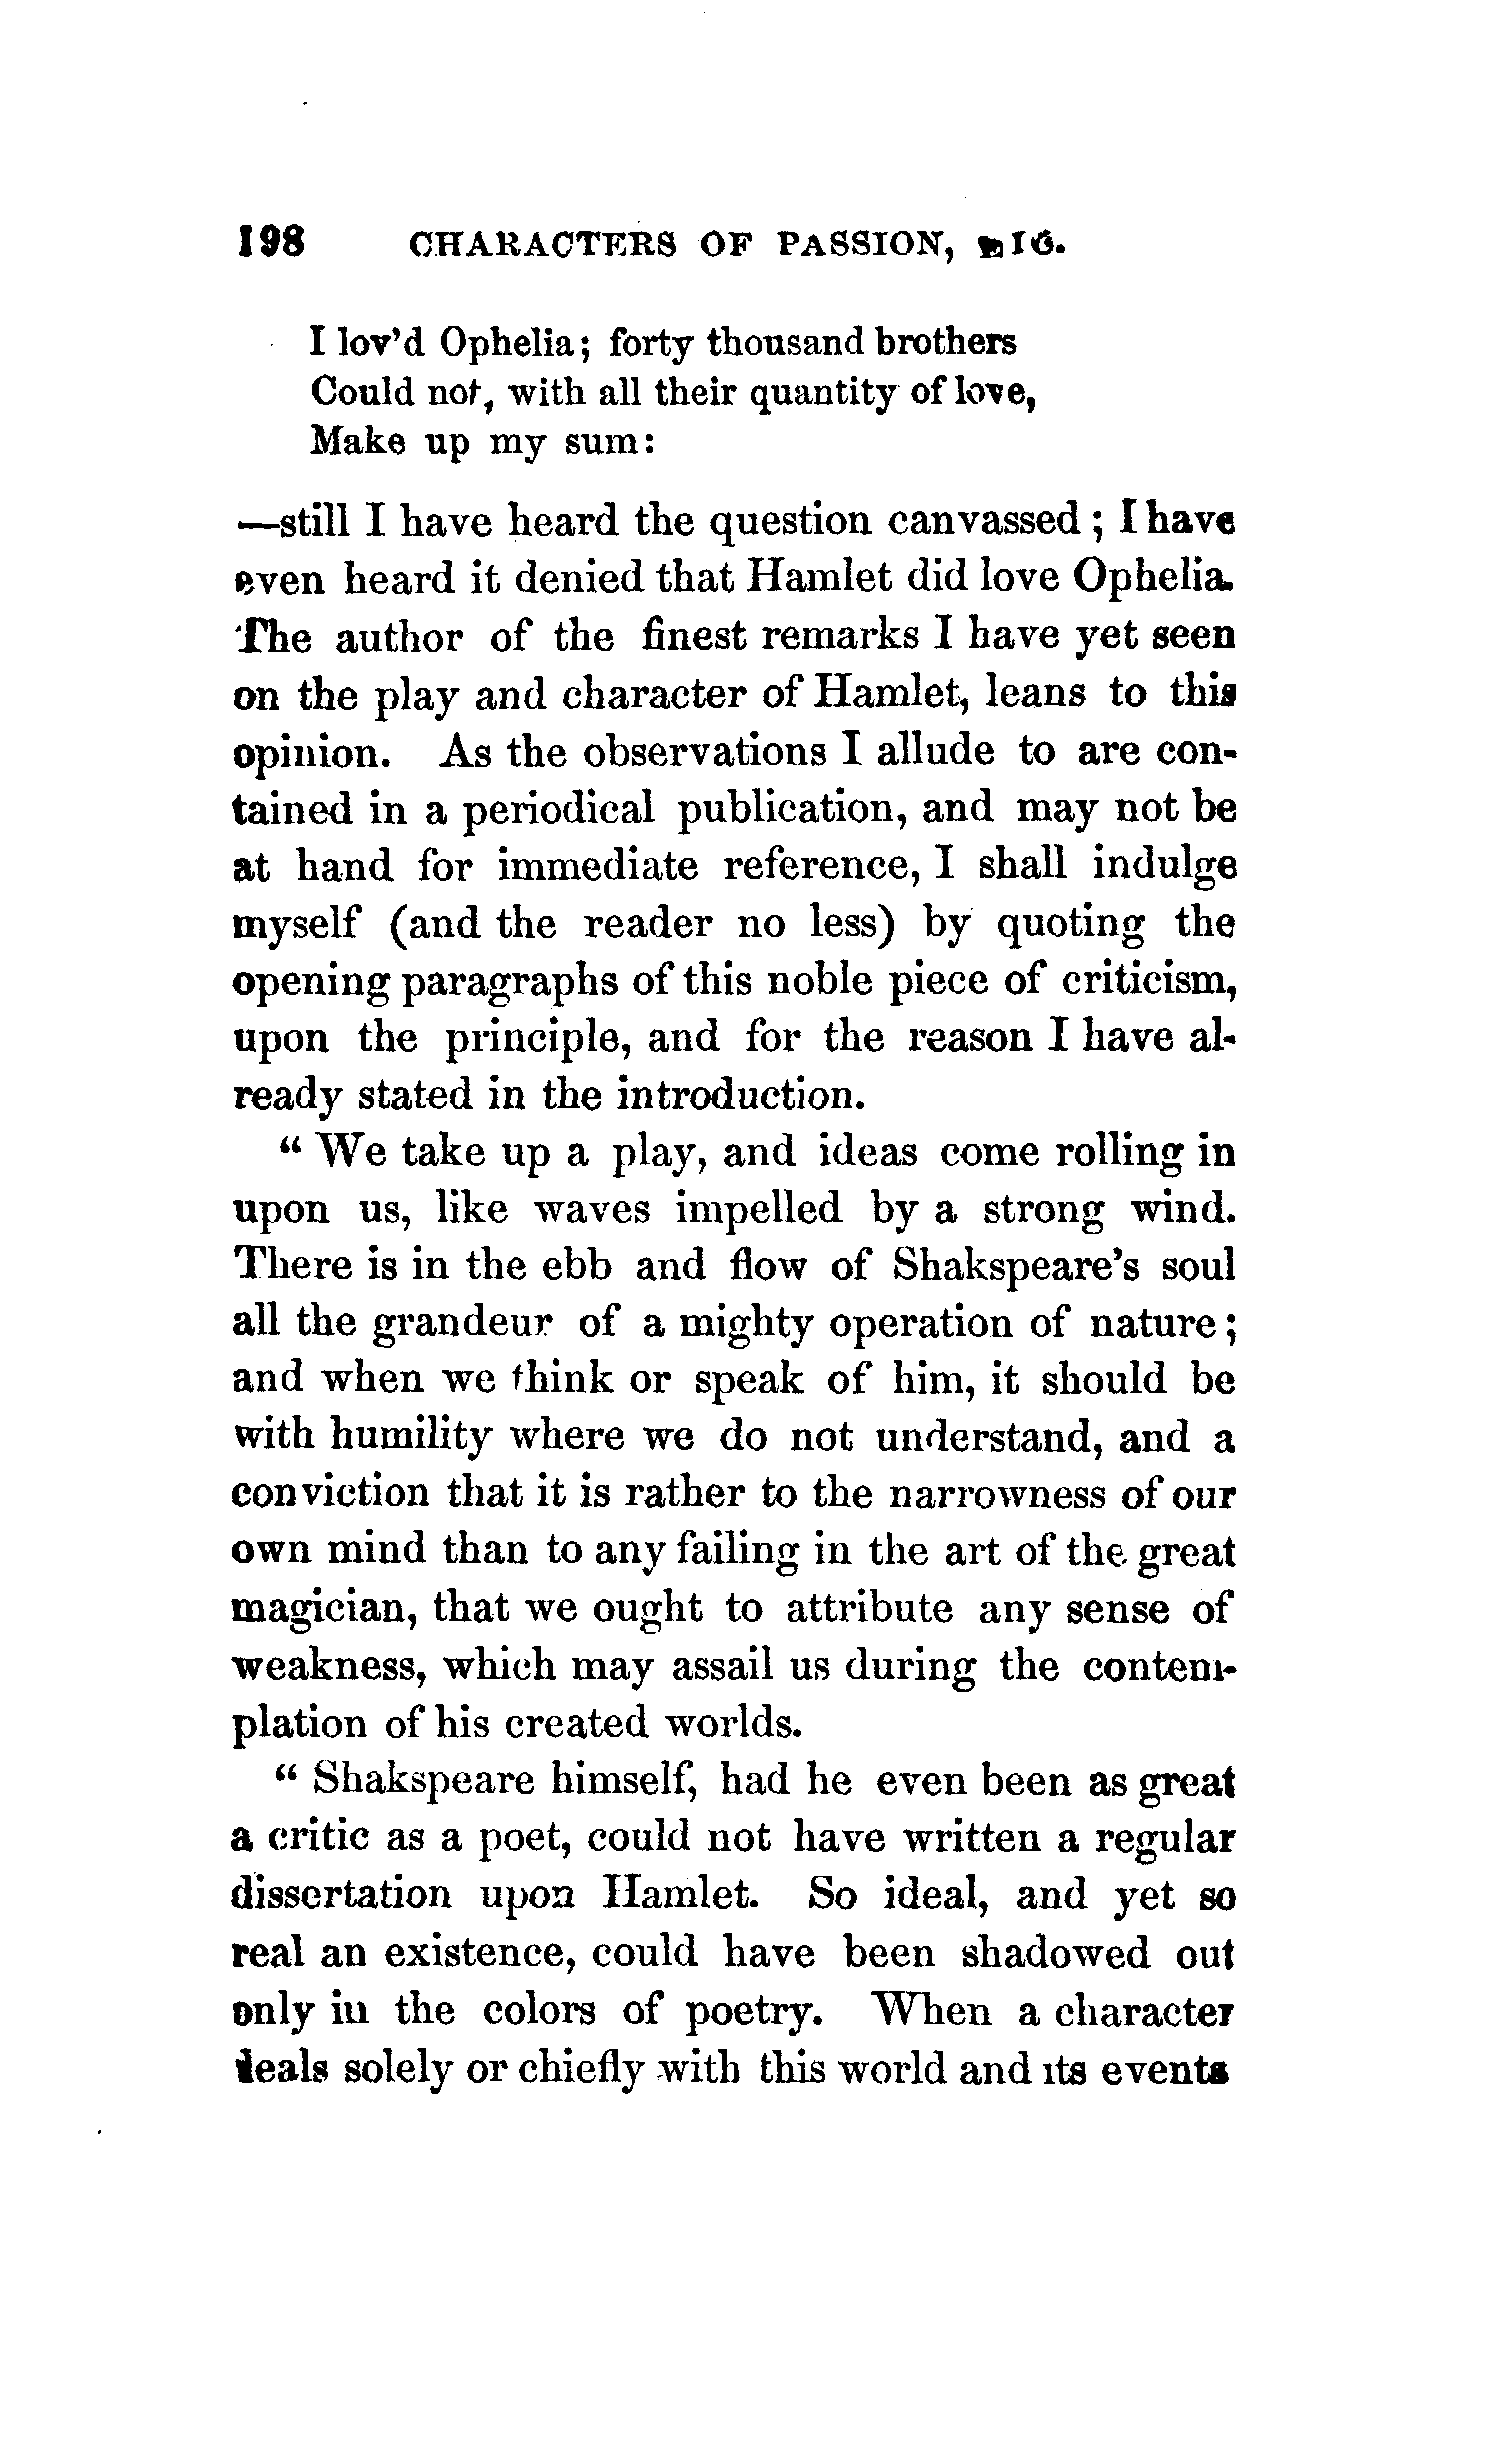 198 CHARACTERS OF PASSION,
I lov'd Ophelia; forty thousand brothers
Could not, with all their quantity of love,
Make up my sum:
—still I have heard the question canvassed; I have
even heard it denied that Hamlet did love Ophelia.
The author of the finest remarks I have yet seen
on the play and character of Hamlet, leans to this
opinion. As the observations I allude to are con-
tained in a periodical publication, and may not be
at hand for immediate reference, I shall indulge
myself (and the reader no less) by quoting the
opening paragraphs of this noble piece of criticism,
upon the principle, and for the reason I have al-
ready stated in the introduction.
"We take up a play, and ideas come rolling in
upon us, like waves impelled by a strong wind.
There is in the ebb and flow of Shakspeare's soul
all the grandeur of a mighty operation of nature;
and when we think or speak of him, it should be
with humility where we do not understand, and a
conviction that it is rather to the narrowness of our
own mind than to any failing in the art of the great
magician, that we ought to attribute any sense of
weakness, which may assail us during the contem-
plation of his created worlds.
"Shakspeare himself, had he even been as great
a critic as a poet, could not have written a regular
dissertation upon Hamlet. So ideal, and yet so
real an existence, could have been shadowed out
only in the colors of poetry. When a character
deals solely or chiefly with this world and its events